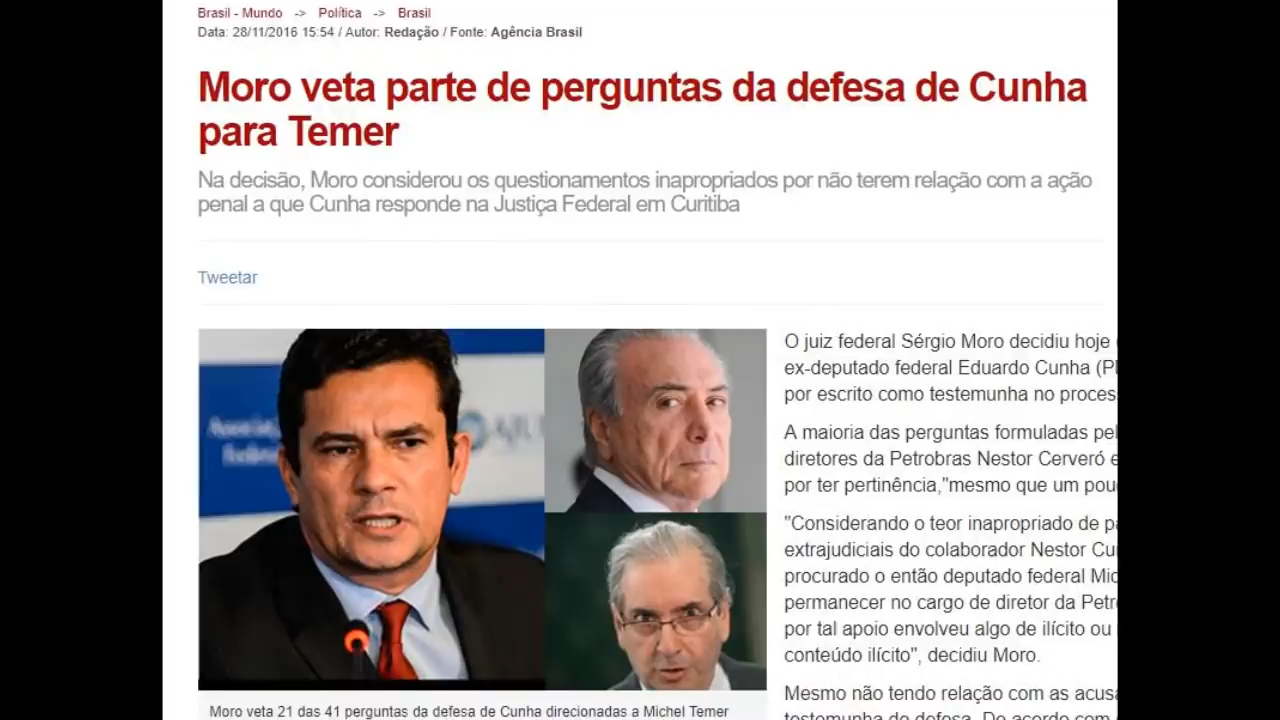 Brasil - Mundo -> Política -> Brasil
Data: 28/11/2016 15:54 / Autor: Redação / Fonte: Agência Brasil
Moro veta parte de perguntas da defesa de Cunha
para Temer
Na decisão, Moro considerou os questionamentos inapropriados por não terem relação com a ação
penal a que Cunha responde na Justiça Federal em Curitiba
Tweetar
O juiz federal Sérgio Moro decidiu hoje
ex-deputado federal Eduardo Cunha
por escrito como testemunha no
A maioria das perguntas formuladas
diretores da Petrobras Nestor Cerveró
por ter pertinência,"mesmo que um
"Considerando o teor inapropriado de
extrajudiciais do colaborador Nestor
procurado o então deputado federal
permanecer no cargo de diretor da
por tal apoio envolveu algo de ilícito ou
conteúdo ilícito", decidiu Moro.
Mesmo não tendo relação com as
testemunha de defesa. De acordo com
Moro veta 21 das 41 perguntas da defesa de Cunha direcionadas a Michel Temer